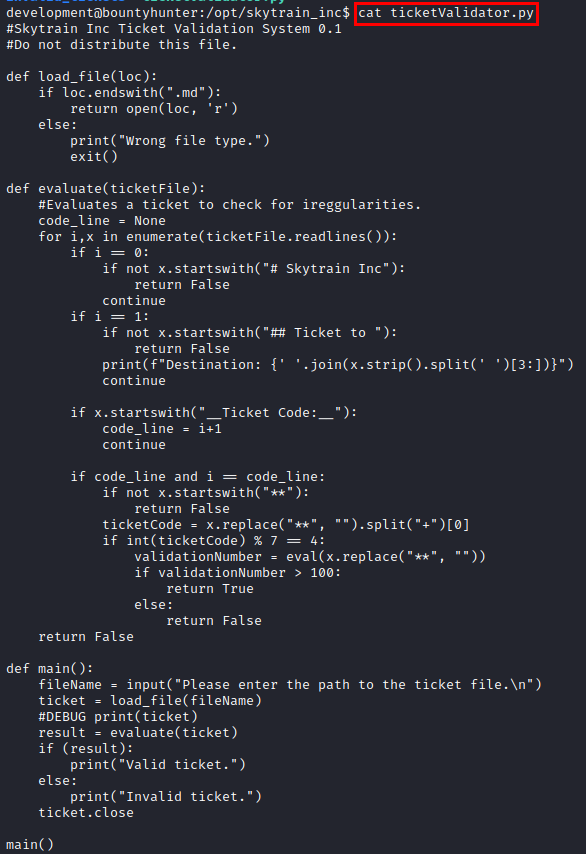 development@bountyhunter:/opt/skytrain_inc$ cat ticketValidator.py
#Skytrain Inc Ticket Validation System 0.1
#Do not distribute this file.

def load_file(loc):
    if loc.endswith(".md"):
        return open(loc, 'r')
    else:
        print("Wrong file type.")
        exit()

def evaluate(ticketFile):
    #Evaluates a ticket to check for ireggularities.
    code_line = None
    for i,x in enumerate(ticketFile.readlines()):
        if i == 0:
            if not x.startswith("# Skytrain Inc"):
                return False
            continue
        if i == 1:
            if not x.startswith("## Ticket to "):
                return False
            print(f"Destination: {' '.join(x.strip().split(' ')[3:])}")
            continue

        if x.startswith("__Ticket Code:__"):
            code_line = i+1
            continue

        if code_line and i == code_line:
            if not x.startswith("**"):
                return False
            ticketCode = x.replace("**", "").split("+")[0]
            if int(ticketCode) % 7 == 4:
                validationNumber = eval(x.replace("**", ""))
                if validationNumber > 100:
                    return True
                else:
                    return False
    return False

def main():
    fileName = input("Please enter the path to the ticket file.\n")
    ticket = load_file(fileName)
    #DEBUG print(ticket)
    result = evaluate(ticket)
    if (result):
        print("Valid ticket.")
    else:
        print("Invalid ticket.")
    ticket.close

main()